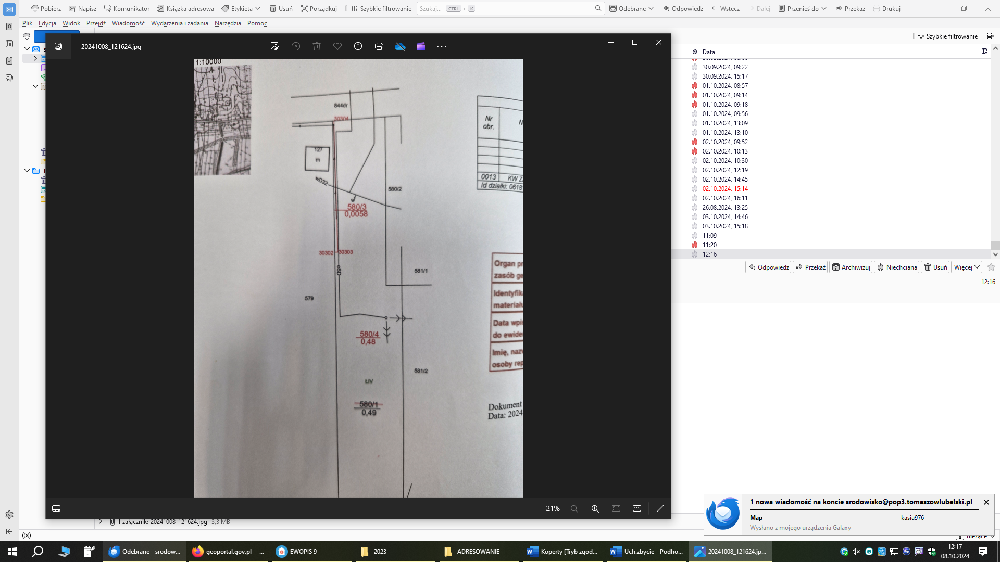 Pobierz
Napisz
Komunikator
Książka adresowa
Etykieta
Usuń
Porządkuj
Szybkie filtrowanie
Szukaj... CTRL + K
Odebrane
Odpowiedz
Wstecz
Dalej
Przenieś do
Przekaż
Drukuj
Plik
Edycja
Widok
Przejdź
Wiadomość
Wydarzenia i zadania
Narzędzia
Pomoc
20241008_121624.jpg
Szybkie filtrowanie
Data
30.09.2024, 09:22
30.09.2024, 15:17
01.10.2024, 08:57
01.10.2024, 09:14
01.10.2024, 09:18
01.10.2024, 09:56
01.10.2024, 13:09
01.10.2024, 13:10
02.10.2024, 09:52
02.10.2024, 10:13
02.10.2024, 10:30
02.10.2024, 12:19
02.10.2024, 14:45
02.10.2024, 15:14
02.10.2024, 16:11
26.08.2024, 13:25
03.10.2024, 14:46
03.10.2024, 15:18
11:09
11:20
12:16
Odpowiedz
Przekaż
Archiwizuj
Niechciana
Usuń
Więcej
12:16
1:10000
844dr
30304
127
m
wD32
w
580/2
580/3
0,0058
30302
30303
eSD
581/1
579
580/4
0,48
581/2
ŁIV
580/1
0,49
Nr
obr.
0013 KW
Id działki: 0618
Organ
zasób
Data
do
Imię,
osoby
Dokument
Data: 2024
21%
1:1
1 załącznik: 20241008_121624.jpg 3,3 MB
1 nowa wiadomość na koncie srodowisko@pop3.tomaszowlubelski.pl
Map kasia976
Wysłano z mojego urządzenia Galaxy
Odebrane - srodow...
geoportal.gov.pl —...
EWOPIS 9
2023
ADRESOWANIE
Koperty [Tryb zgod...
Uch.zbycie - Podho...
20241008_121624.jp...
12:17
08.10.2024